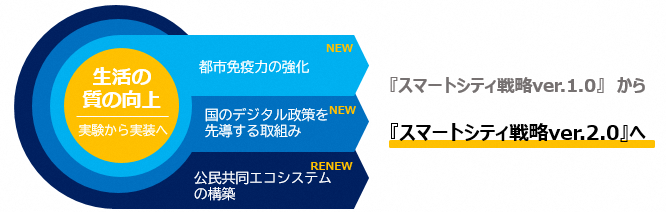 生活の
質の向上
実験から実装へ
NEW
都市免疫力の強化
NEW
国のデジタル政策を
先導する取組み
RENEW
公民共同エコシステム
の構築
『スマートシティ戦略ver.1.0』 から
『スマートシティ戦略ver.2.0』へ